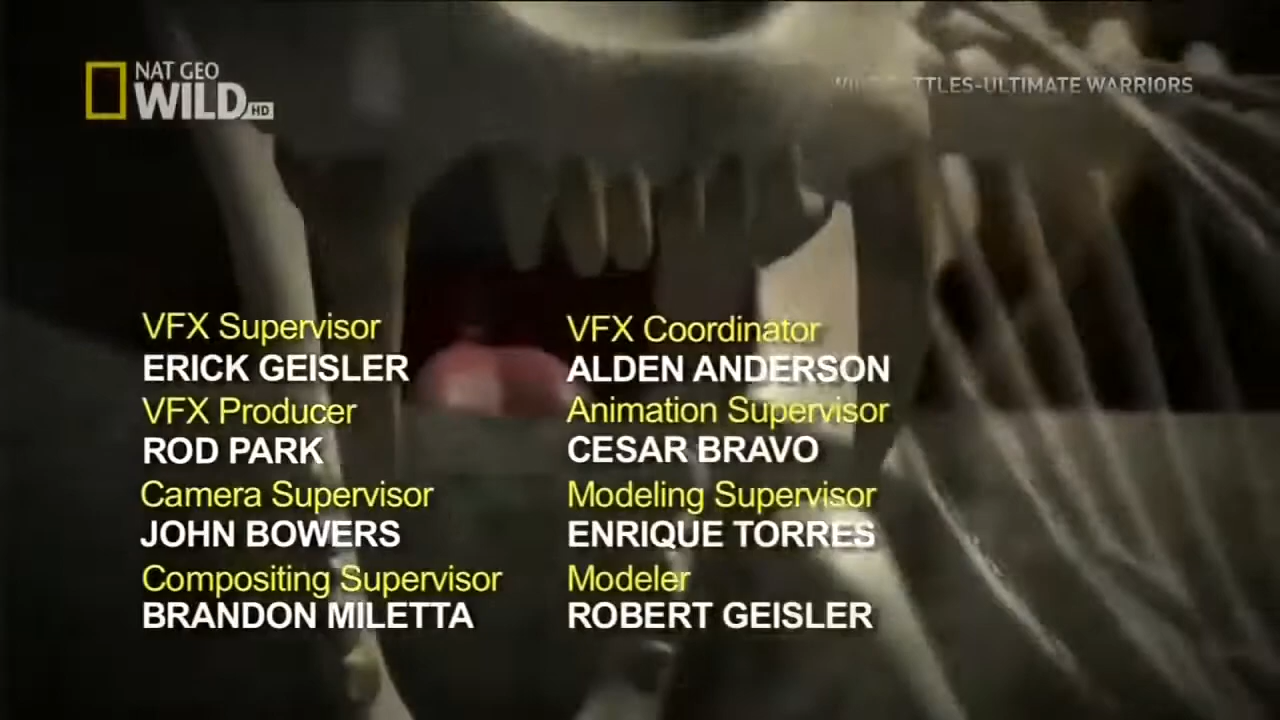 NAT GEO
WILD HD
TTLES-ULTIMATE WARRIORS
VFX Supervisor
ERICK GEISLER
VFX Producer
ROD PARK
Camera Supervisor
JOHN BOWERS
Compositing Supervisor
BRANDON MILETTA
VFX Coordinator
ALDEN ANDERSON
Animation Supervisor
CESAR BRAVO
Modeling Supervisor
ENRIQUE TORRES
Modeler
ROBERT GEISLER